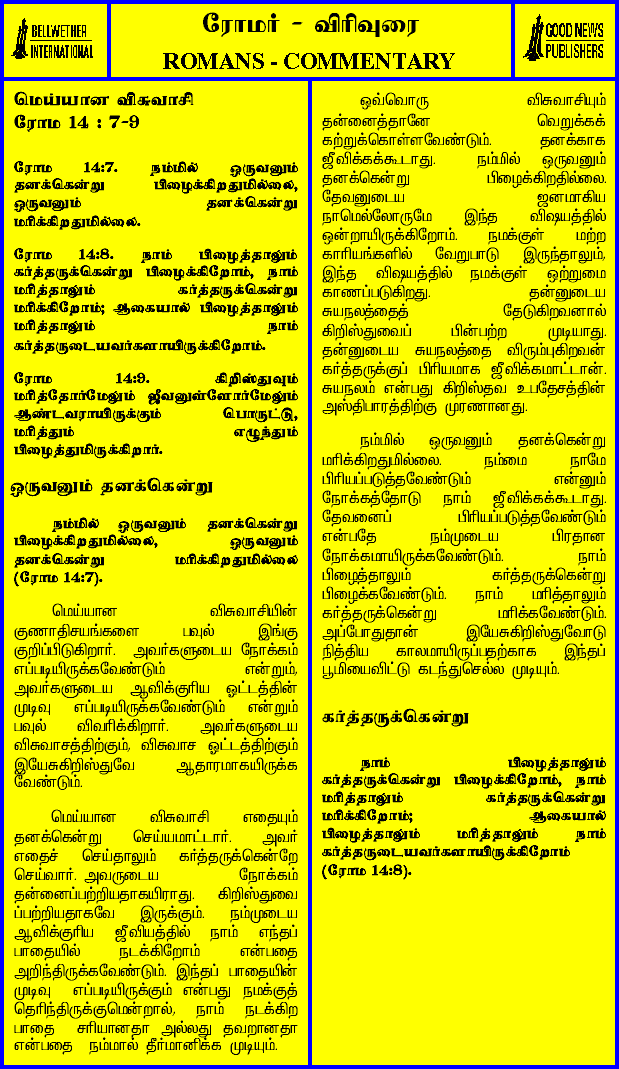 BELLWETHER
INTERNATIONAL
ரோமர் - விரிவுரை
ROMANS - COMMENTARY
GOOD NEWS
PUBLISHERS
மெய்யான விசுவாசி
ரோம 14 : 7-9
ரோம 14:7. நம்மில் ஒருவனும்
தனக்கென்று பிழைக்கிறதுமில்லை,
ஒருவனும் தனக்கென்று
மரிக்கிறதுமில்லை.
ரோம 14:8. நாம் பிழைத்தாலும்
கர்த்தருக்கென்று பிழைக்கிறோம், நாம்
மரித்தாலும் கர்த்தருக்கென்று
மரிக்கிறோம்; ஆகையால் பிழைத்தாலும்
மரித்தாலும் நாம்
கர்த்தருடையவர்களாயிருக்கிறோம்.
ரோம 14:9. கிறிஸ்துவும்
மரித்தோர்மேலும் ஜீவனுள்ளோர்மேலும்
ஆண்டவராயிருக்கும் பொருட்டு,
மரித்தும் எழுந்தும்
பிழைத்துமிருக்கிறார்.
ஒருவனும் தனக்கென்று
நம்மில் ஒருவனும் தனக்கென்று
பிழைக்கிறதுமில்லை, ஒருவனும்
தனக்கென்று மரிக்கிறதுமில்லை
(ரோம 14:7).
மெய்யான விசுவாசியின்
குணாதிசயங்களை பவுல் இங்கு
குறிப்பிடுகிறார். அவர்களுடைய நோக்கம்
எப்படியிருக்கவேண்டும் என்றும்,
அவர்களுடைய ஆவிக்குரிய ஓட்டத்தின்
முடிவு எப்படியிருக்கவேண்டும் என்றும்
பவுல் விவரிக்கிறார். அவர்களுடைய
விசுவாசத்திற்கும், விசுவாச ஓட்டத்திற்கும்
இயேசுகிறிஸ்துவே ஆதாரமாகயிருக்க
வேண்டும்.
மெய்யான விசுவாசி எதையும்
தனக்கென்று செய்யமாட்டார். அவர்
எதைச் செய்தாலும் கர்த்தருக்கென்றே
செய்வார். அவருடைய நோக்கம்
தன்னைப்பற்றியதாகயிராது. கிறிஸ்துவை
ப்பற்றியதாகவே இருக்கும். நம்முடைய
ஆவிக்குரிய ஜீவியத்தில் நாம் எந்தப்
பாதையில் நடக்கிறோம் என்பதை
அறிந்திருக்கவேண்டும். இந்தப் பாதையின்
முடிவு எப்படியிருக்கும் என்பது நமக்குத்
தெரிந்திருக்குமென்றால், நாம் நடக்கிற
பாதை சரியானதா அல்லது தவறானதா
என்பதை நம்மால் தீர்மானிக்க முடியும்.
ஒவ்வொரு விசுவாசியும்
தன்னைத்தானே வெறுக்கக்
கற்றுக்கொள்ளவேண்டும். தனக்காக
ஜீவிக்கக்கூடாது. நம்மில் ஒருவனும்
தனக்கென்று பிழைக்கிறதில்லை.
தேவனுடைய ஜனமாகிய
நாமெல்லோருமே இந்த விஷயத்தில்
ஒன்றாயிருக்கிறோம். நமக்குள் மற்ற
காரியங்களில் வேறுபாடு இருந்தாலும்,
இந்த விஷயத்தில் நமக்குள் ஒற்றுமை
காணப்படுகிறது. தன்னுடைய
சுயநலத்தைத் தேடுகிறவனால்
கிறிஸ்துவைப் பின்பற்ற முடியாது.
தன்னுடைய சுயநலத்தை விரும்புகிறவன்
கர்த்தருக்குப் பிரியமாக ஜீவிக்கமாட்டான்.
சுயநலம் என்பது கிறிஸ்தவ உபதேசத்தின்
அஸ்திபாரத்திற்கு முரணானது.
நம்மில் ஒருவனும் தனக்கென்று
மரிக்கிறதுமில்லை. நம்மை நாமே
பிரியப்படுத்தவேண்டும் என்னும்
நோக்கத்தோடு நாம் ஜீவிக்கக்கூடாது.
தேவனைப் பிரியப்படுத்தவேண்டும்
என்பதே நம்முடைய பிரதான
நோக்கமாயிருக்கவேண்டும். நாம்
பிழைத்தாலும் கர்த்தருக்கென்று
பிழைக்கவேண்டும். நாம் மரித்தாலும்
கர்த்தருக்கென்று மரிக்கவேண்டும்.
அப்போதுதான் இயேசுகிறிஸ்துவோடு
நித்திய காலமாயிருப்பதற்காக இந்தப்
பூமியைவிட்டு கடந்துசெல்ல முடியும்.
கர்த்தருக்கென்று
நாம் பிழைத்தாலும்
கர்த்தருக்கென்று பிழைக்கிறோம், நாம்
மரித்தாலும் கர்த்தருக்கென்று
மரிக்கிறோம்; ஆகையால்
பிழைத்தாலும் மரித்தாலும் நாம்
கர்த்தருடையவர்களாயிருக்கிறோம்
(ரோம 14:8).